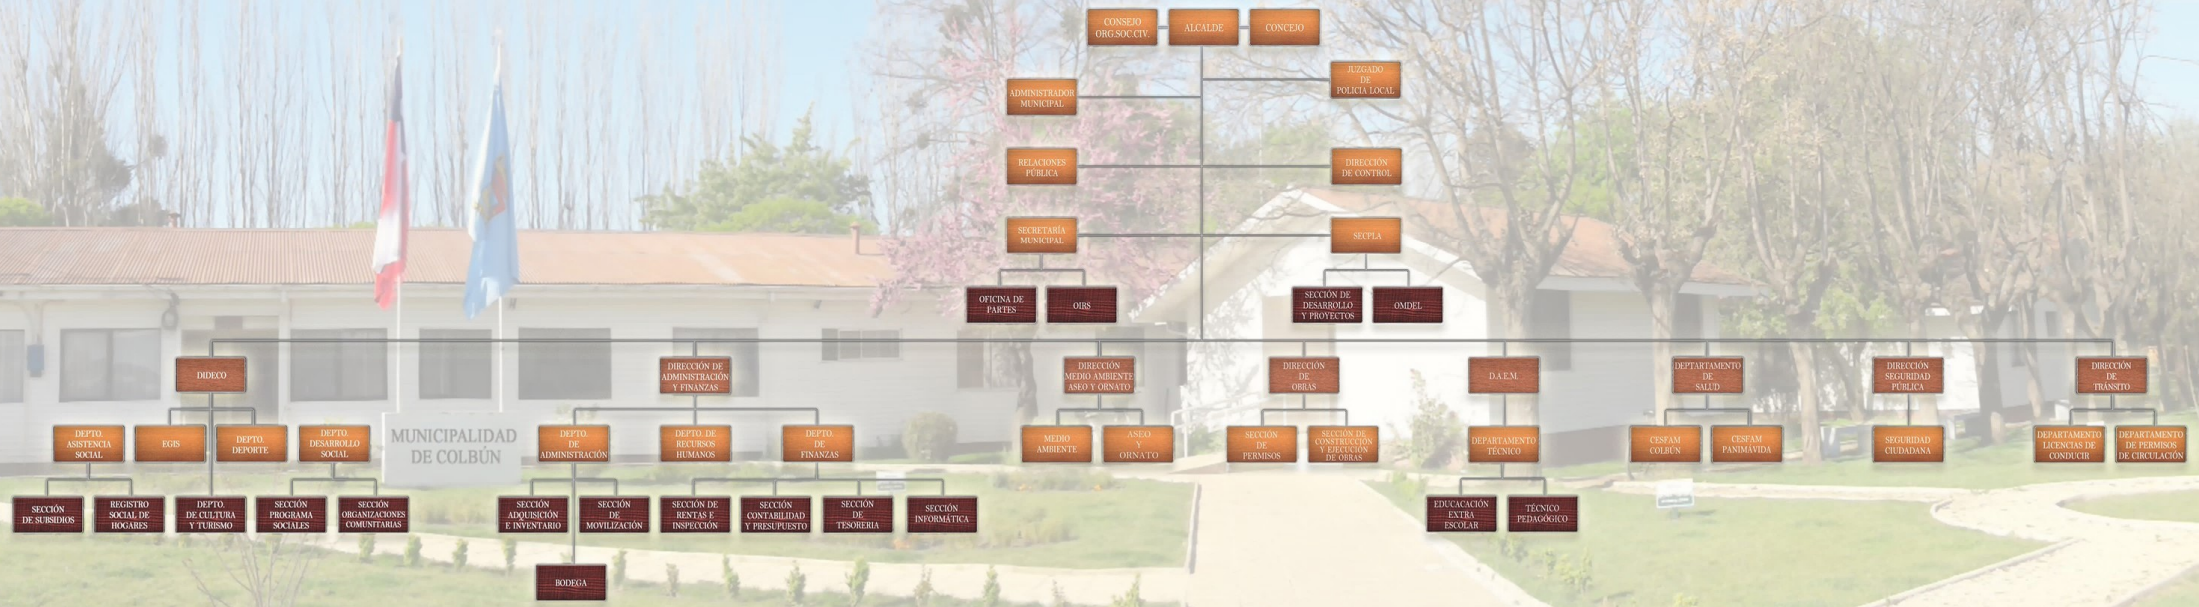 CONSEJO
ORG.SOC.CIV.
ALCALDE
CONCEJO
JUZGADO
DE
POLICIA LOCAL
ADMINISTRADOR
MUNICIPAL
RELACIONES
PÚBLICA
DIRECCIÓN
DE CONTROL
SECRETARÍA
MUNICIPAL
SECPLA
OFICINA DE
PARTES
OIRS
SECCIÓN DE
DESARROLLO
Y PROYECTOS
OMDEL
DIDECO
DIRECCIÓN DE
ADMINISTRACIÓN
Y FINANZAS
DIRECCIÓN
MEDIO AMBIENTE
ASEO Y ORNATO
DIRECCIÓN
DE
OBRAS
D.A.E.M.
DEPTARTAMENTO
DE
SALUD
DIRECCIÓN
SEGURIDAD
PÚBLICA
DIRECCIÓN
DE
TRÁNSITO
DEPTO.
ASISTENCIA
SOCIAL
EGIS
DEPTO.
DEPORTE
DEPTO.
DESARROLLO
SOCIAL
MUNICIPALIDAD
DE COLBÚN
DEPTO.
DE
ADMINISTRACIÓN
DEPTO. DE
RECURSOS
HUMANOS
DEPTO.
DE
FINANZAS
MEDIO
AMBIENTE
ASEO
Y
ORNATO
SECCIÓN
DE
PERMISOS
SECCIÓN DE
CONSTRUCCIÓN
Y EJECUCIÓN
DE OBRAS
DEPARTAMENTO
TÉCNICO
CESFAM
COLBÚN
CESFAM
PANIMÁVIDA
SEGURIDAD
CIUDADANA
DEPARTAMENTO
LICENCIAS DE
CONDUCIR
DEPARTAMENTO
DE PERMISOS
DE CIRCULACIÓN
SECCIÓN
DE SUBSIDIOS
REGISTRO
SOCIAL DE
HOGARES
DEPTO.
DE CULTURA
Y TURISMO
SECCIÓN
PROGRAMA
SOCIALES
SECCIÓN
ORGANIZACIONES
COMUNITARIAS
SECCIÓN
ADQUISICIÓN
E INVENTARIO
SECCIÓN
DE
MOVILIZACIÓN
SECCIÓN DE
RENTAS E
INSPECCIÓN
SECCIÓN
CONTABILIDAD
Y PRESUPUESTO
SECCIÓN
DE
TESORERIA
SECCIÓN
INFORMÁTICA
EDUCACACIÓN
EXTRA
ESCOLAR
TÉCNICO
PEDAGÓGICO
BODEGA